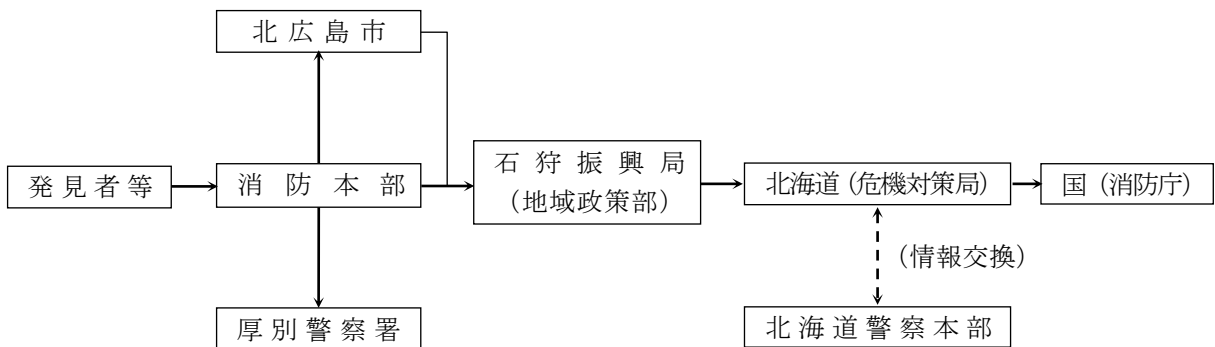 北広島市
発見者等
消防本部
石狩振興局
（地域政策部）
北海道（危機対策局）
国（消防庁）
（情報交換）
厚別警察署
北海道警察本部